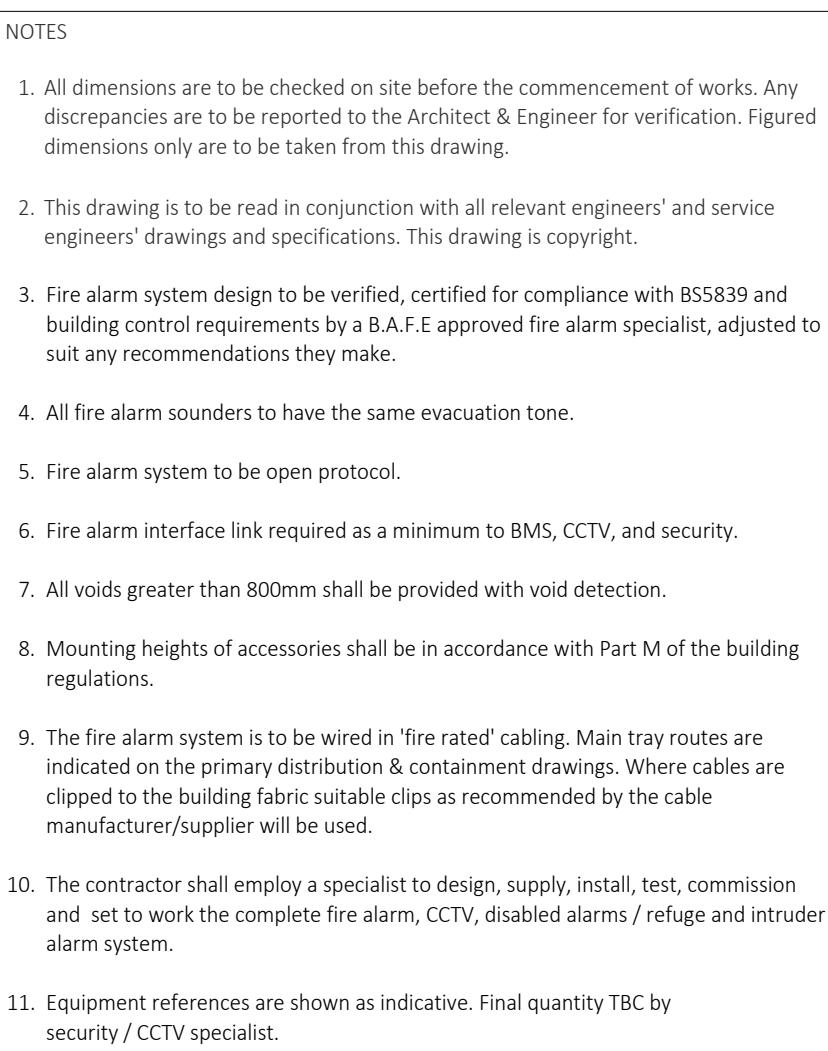 NOTES
1. All dimensions are to be checked on site before the commencement of works. Any
discrepancies are to be reported to the Architect & Engineer for verification. Figured
dimensions only are to be taken from this drawing.
2. This drawing is to be read in conjunction with all relevant engineers' and service
engineers' drawings and specifications. This drawing is copyright.
3. Fire alarm system design to be verified, certified for compliance with BS5839 and
building control requirements by a B.A.F.E approved fire alarm specialist, adjusted to
suit any recommendations they make.
4. All fire alarm sounders to have the same evacuation tone.
5. Fire alarm system to be open protocol.
6. Fire alarm interface link required as a minimum to BMS, CCTV, and security.
7. All voids greater than 800mm shall be provided with void detection.
8. Mounting heights of accessories shall be in accordance with Part M of the building
regulations.
9. The fire alarm system is to be wired in 'fire rated' cabling. Main tray routes are
indicated on the primary distribution & containment drawings. Where cables are
clipped to the building fabric suitable clips as recommended by the cable
manufacturer/supplier will be used.
10. The contractor shall employ a specialist to design, supply, install, test, commission
and  set to work the complete fire alarm, CCTV, disabled alarms / refuge and intruder
alarm system.
11. Equipment references are shown as indicative. Final quantity TBC by
security / CCTV specialist.